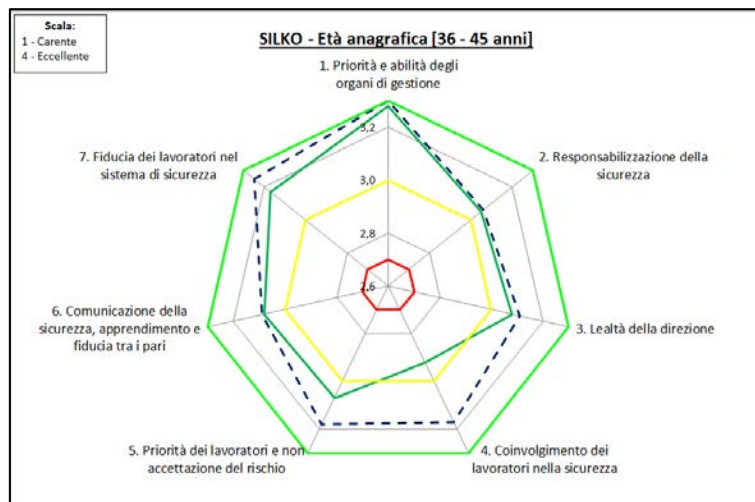 Scala:
1 - Carente
4 - Eccellente
SILKO - Età anagrafica [36 - 45 anni]
1. Priorità e abilità degli
organi di gestione
2. Responsabilizzazione della
sicurezza
3. Lealtà della direzione
4. Coinvolgimento dei
lavoratori nella sicurezza
5. Priorità dei lavoratori e non
accettazione del rischio
6. Comunicazione della
sicurezza, apprendimento e
fiducia tra i pari
7. Fiducia dei lavoratori nel
sistema di sicurezza
3,2
3,0
2,8
2,6